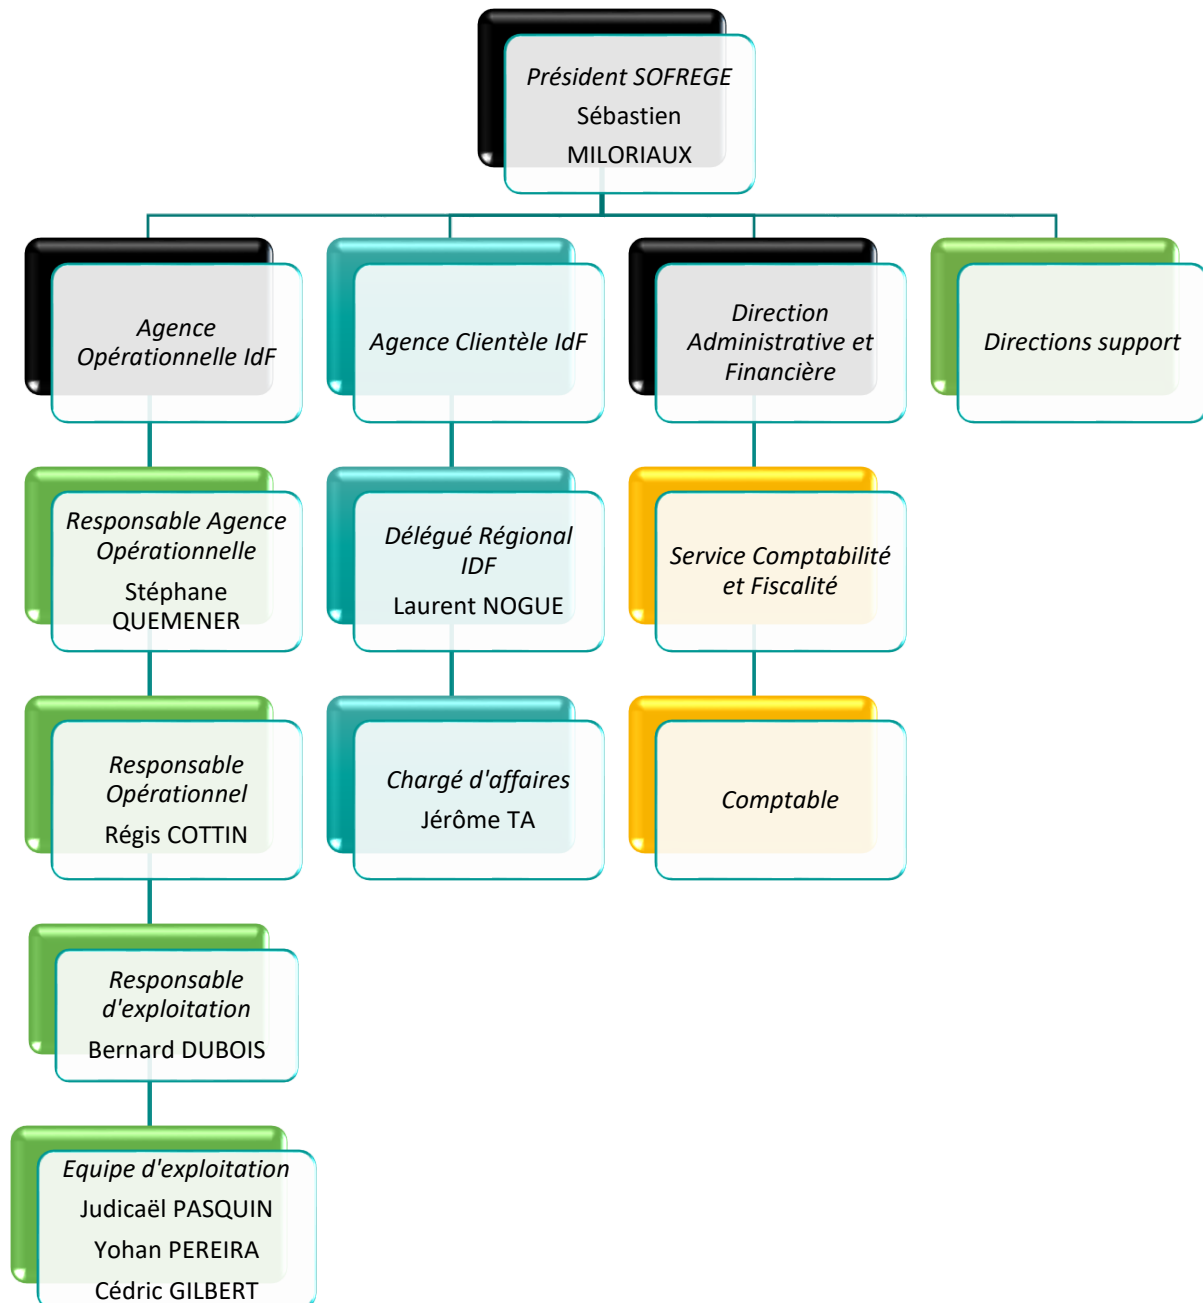 Président SOFREGE
Sébastien
MILORIAUX
Agence
Opérationnelle IdF
Agence Clientèle IdF
Direction
Administrative et
Financière
Directions support
Responsable Agence
Opérationnelle
Stéphane
QUEMENER
Délégué Régional
IDF
Laurent NOGUE
Service Comptabilité
et Fiscalité
Responsable
Opérationnel
Régis COTTIN
Chargé d'affaires
Jérôme TA
Comptable
Responsable
d'exploitation
Bernard DUBOIS
Equipe d'exploitation
Judicaël PASQUIN
Yohan PEREIRA
Cédric GILBERT